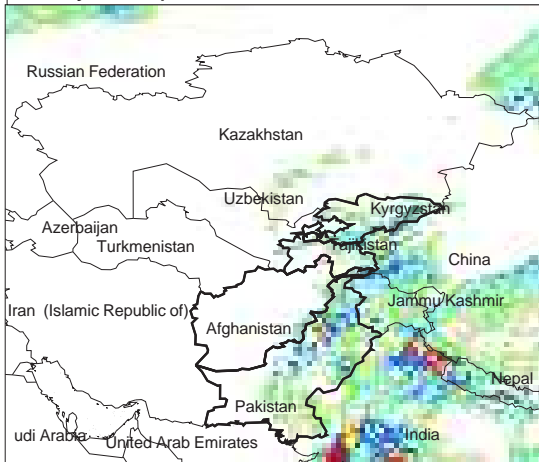 Russian Federation
Kazakhstan
Uzbekistan
Kyrgyzstan
Azerbaijan
Turkmenistan
Tajikistan
China
Iran (Islamic Republic of)
Jammu/Kashmir
Afghanistan
Nepal
Pakistan
udi Arabia
United Arab Emirates
India